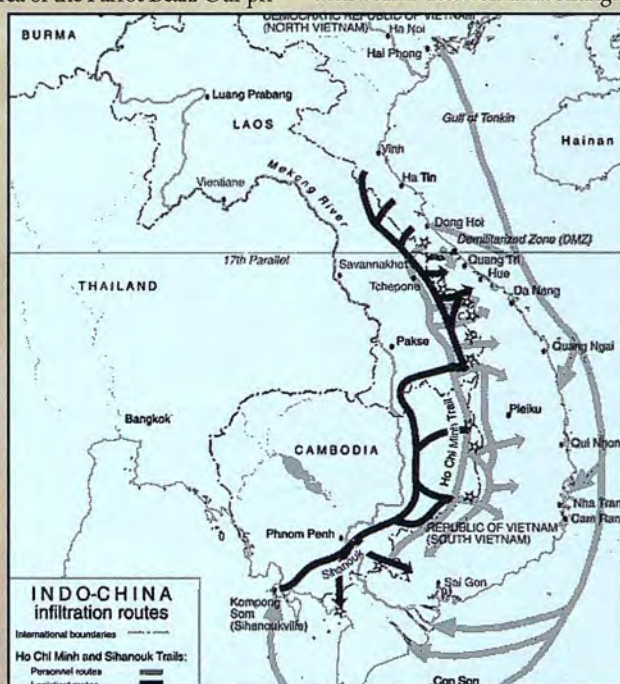 DEMOCRATIC REPUBLIC OF VIETNAM
(NORTH VIETNAM)
Ha Noi
BURMA
Hai Phong
Luang Prabang
Gulf of Tonkin
LAOS
Hainan
Vinh
Mekong River
Ha Tin
Vientiane
Dong Hoi
Demilitarized Zone (DMZ)
17th Parallel
Savannakhet
Quang Tri
Hue
Tchepone
THAILAND
Da Nang
Pakse
Quang Ngai
Ho Chi Minh Trail
Pleiku
Bangkok
Qui Nhon
CAMBODIA
Nha Tran
Cam Ran
Phnom Penh
REPUBLIC OF VIETNAM
(SOUTH VIETNAM)
Sihanouk
Sai Gon
INDO-CHINA
infiltration routes
Kompong
Som
(Sihanoukville)
International boundaries
Ho Chi Minh and Sihanouk Trails:
Personnel routes
Con Son